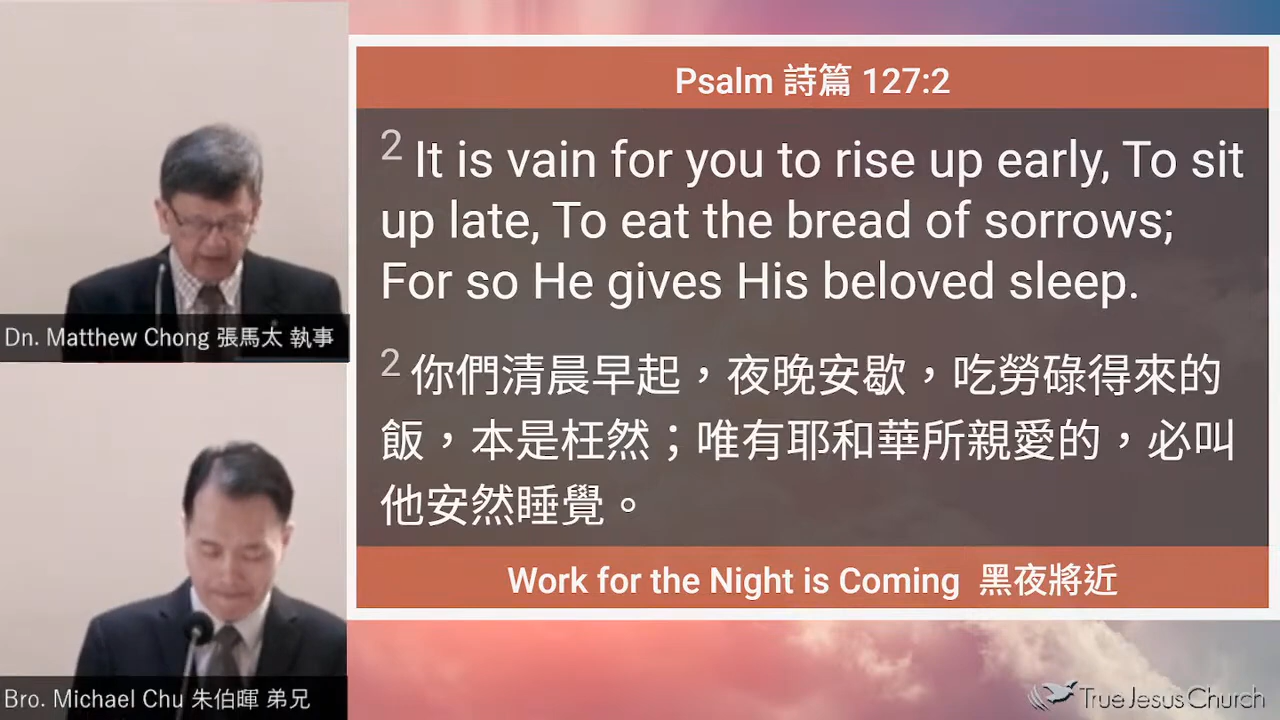 Psalm 詩篇 127:2
2 It is vain for you to rise up early, To sit
up late, To eat the bread of sorrows;
For so He gives His beloved sleep.
2 你們清晨早起，夜晚安歇，吃勞碌得來的
飯，本是枉然；唯有耶和華所親愛的，必叫
他安然睡覺。
Work for the Night is Coming 黑夜將近
Dn. Matthew Chong 張馬太 執事
Bro. Michael Chu 朱伯暉 弟兄
True Jesus Church